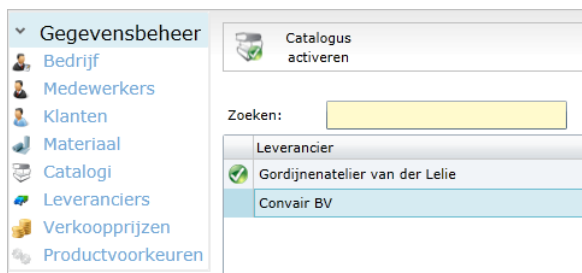 Gegevensbeheer
Bedrijf
Medewerkers
Klanten
Materiaal
Catalogi
Leveranciers
Verkoopprijzen
Productvoorkeuren
Catalogus
activeren
Zoeken:
Leverancier
Gordijnenatelier van der Lelie
Convair BV